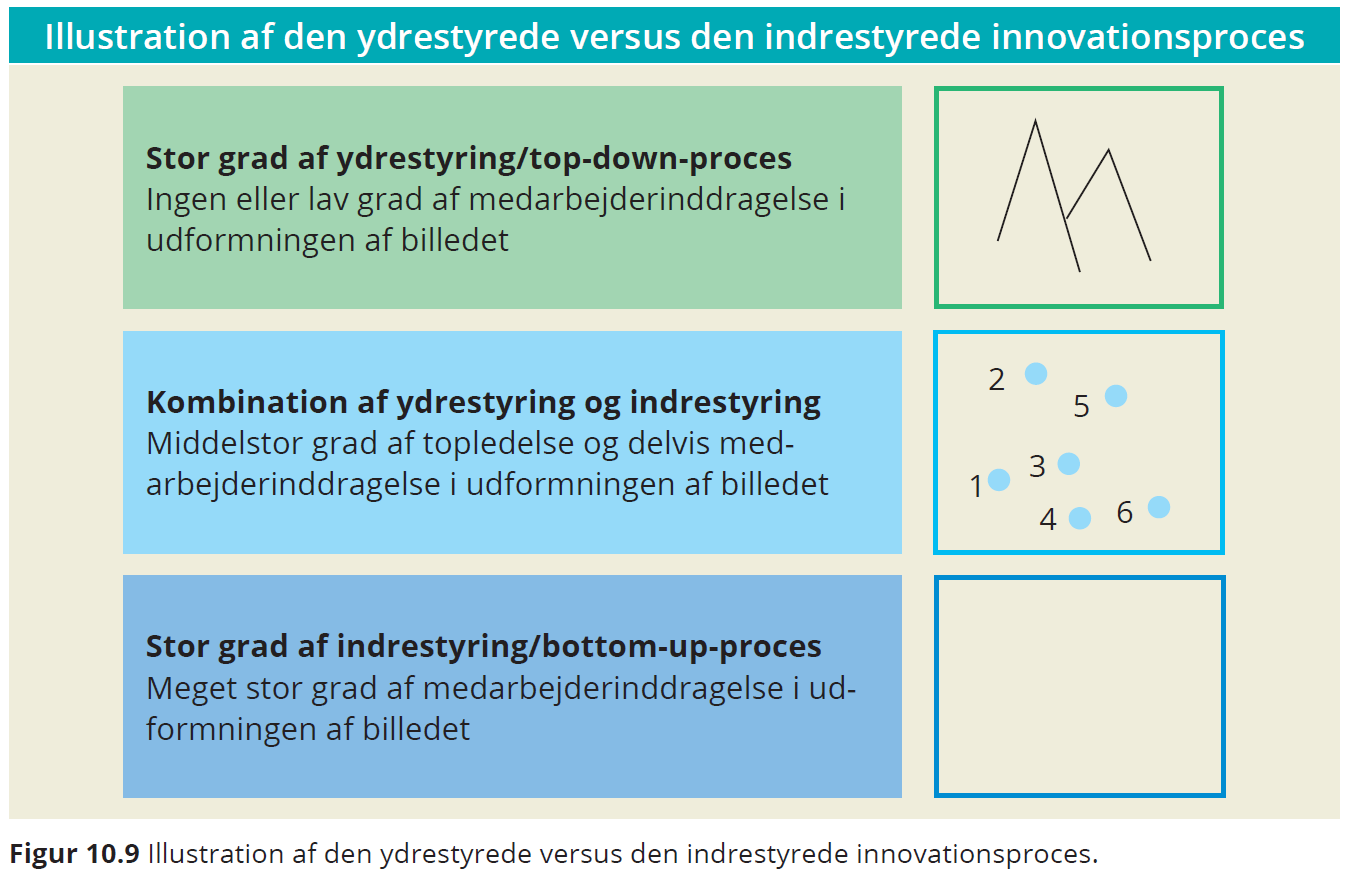 Illustration af den ydrestyrede versus den indrestyrede innovationsproces
Stor grad af ydrestyring/top-down-proces
Ingen eller lav grad af medarbejderinddragelse i
udformningen af billedet
Kombination af ydrestyring og indrestyring
Middelstor grad af topledelse og delvis med-
arbejderinddragelse i udformningen af billedet
2
5
3
1
4
6
Stor grad af indrestyring/bottom-up-proces
Meget stor grad af medarbejderinddragelse i ud-
formningen af billedet
Figur 10.9 Illustration af den ydrestyrede versus den indrestyrede innovationsproces.